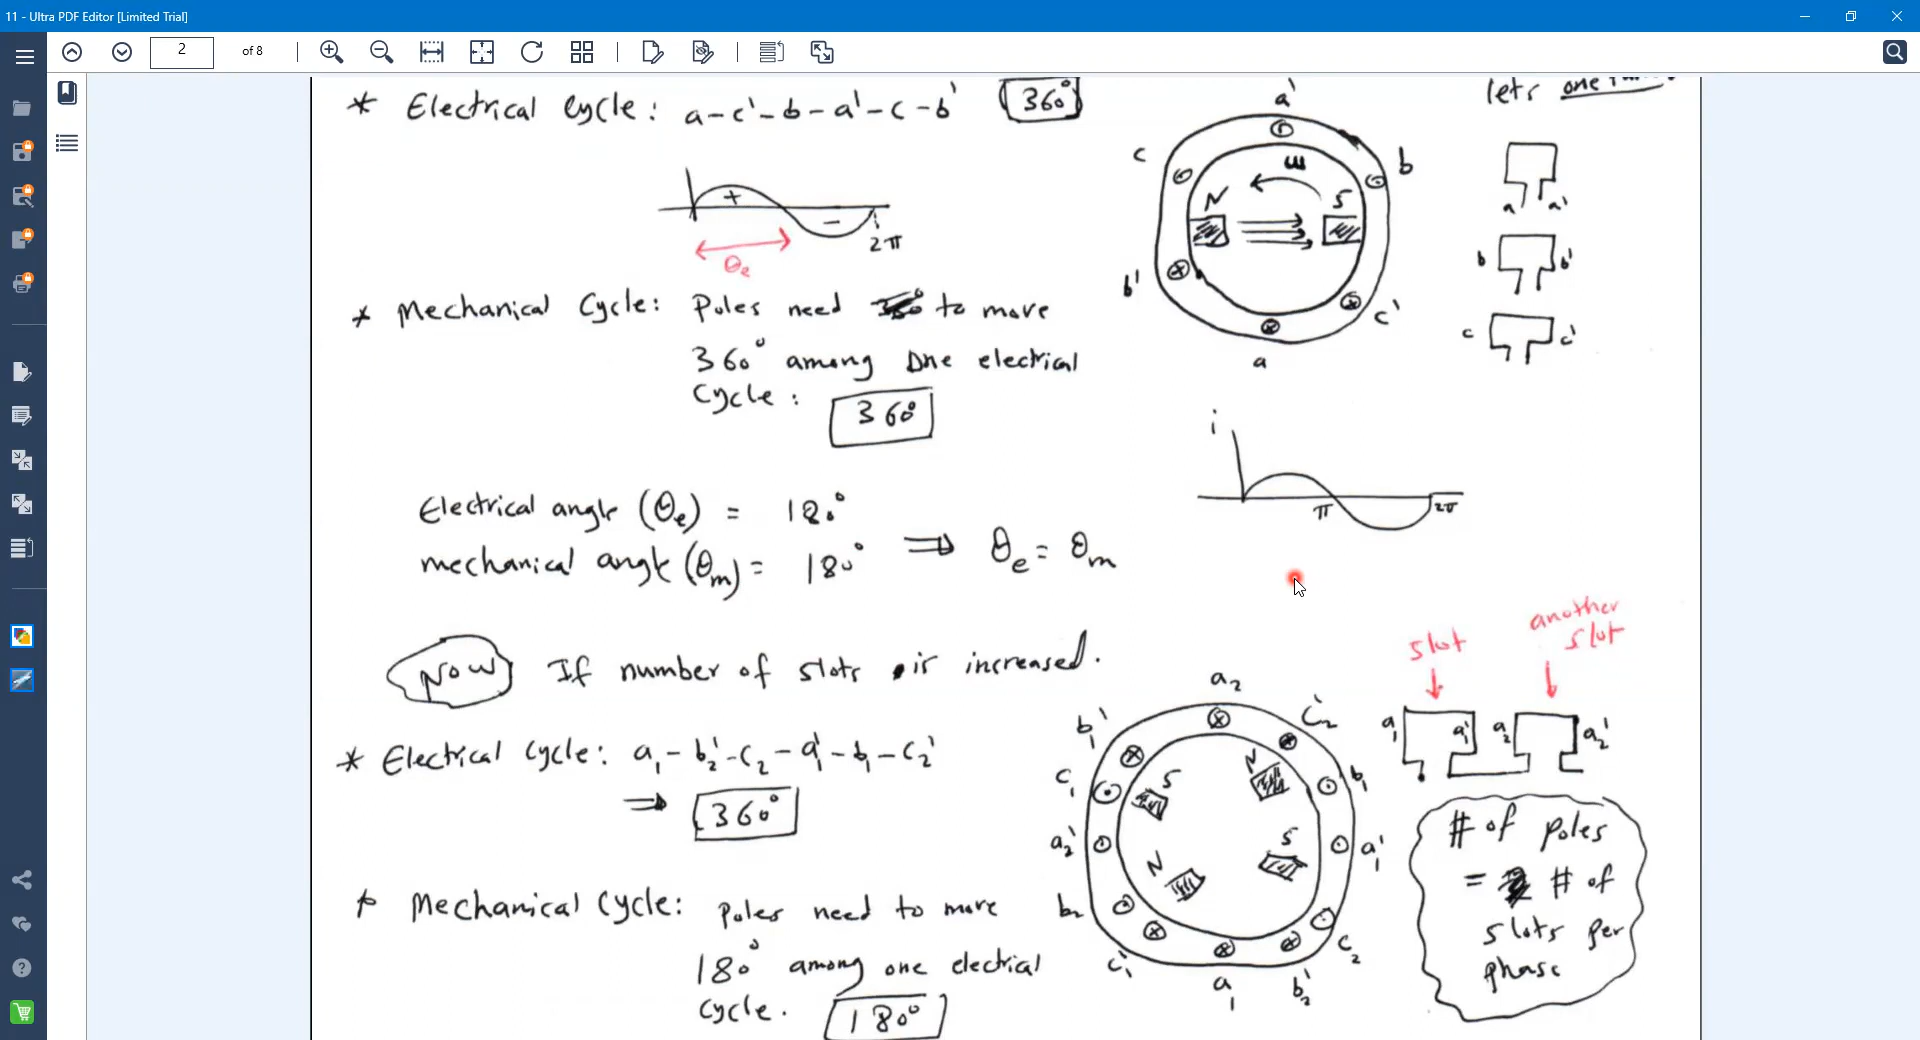 11 - Ultra PDF Editor [Limited Trial]
2 of 8
* Electrical Cycle: a-c'-b-a'-c-b' 360°
lets one
+
-
2π
θe
a'
b
c
ω
N
S
b'
c'
a
a a'
b b'
c c'
* Mechanical Cycle: Poles need to move
360° among One electrical
Cycle: 360°
i
π
2π
Electrical angle (θe) = 180°
mechanical angle (θm) = 180° ⇒ θe = θm
Now If number of slots is increased.
slot
another
slot
a1 a1' a2 a2'
* Electrical Cycle: a1-b2'-c2-a1'-b1-c2'
⇒ 360°
a2
c2'
b1'
c1
S
N
b1
a2'
a1'
S
N
b2
c1'
a1
b2'
c2
# of poles
= # of
slots per
phase
* Mechanical Cycle: Poles need to move
180° among one electrical
Cycle. 180°